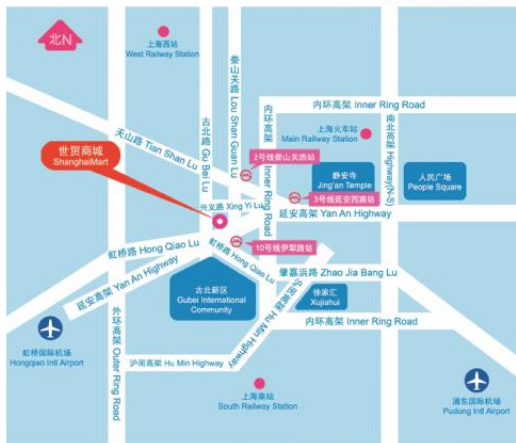 北N
上海西站
West Railway Station
娄山关路 Lou Shan Guan Lu
古北路 Gu Bei Lu
内环高架 Inner Ring Road
内环高架 Inner Ring Road
南北高架 Highway(N-S)
上海火车站
Main Railway Station
天山路 Tian Shan Lu
世贸商城
ShanghaiMart
2号线娄山关路站
静安寺
Jing'an Temple
人民广场
People Square
3号线延安西路站
兴义路 Xing Yi Lu
延安高架 Yan An Highway
10号线伊犁路站
虹桥路 Hong Qiao Lu
虹桥路 Hong Qiao Lu
延安高架 Yan An Highway
肇嘉浜路 Zhao Jia Bang Lu
古北新区
Gubei International
Community
徐家汇
Xujiahui
沪闵高架 Hu Min Highway
内环高架 Inner Ring Road
外环高架 Outer Ring Road
虹桥国际机场
Hongqiao Intl Airport
沪闵高架 Hu Min Highway
上海南站
South Railway Station
浦东国际机场
Pudong Intl Airport